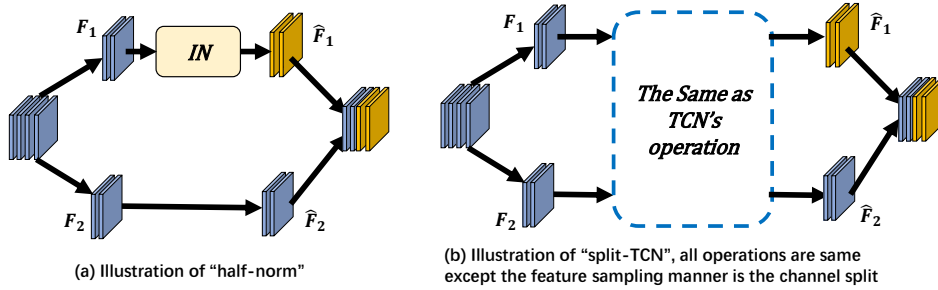 F₁
IN
F̂₁
F₂
F̂₂
(a) Illustration of “half-norm”
F₁
The Same as
TCN's
operation
F̂₁
F₂
F̂₂
(b) Illustration of “split-TCN”, all operations are same
except the feature sampling manner is the channel split